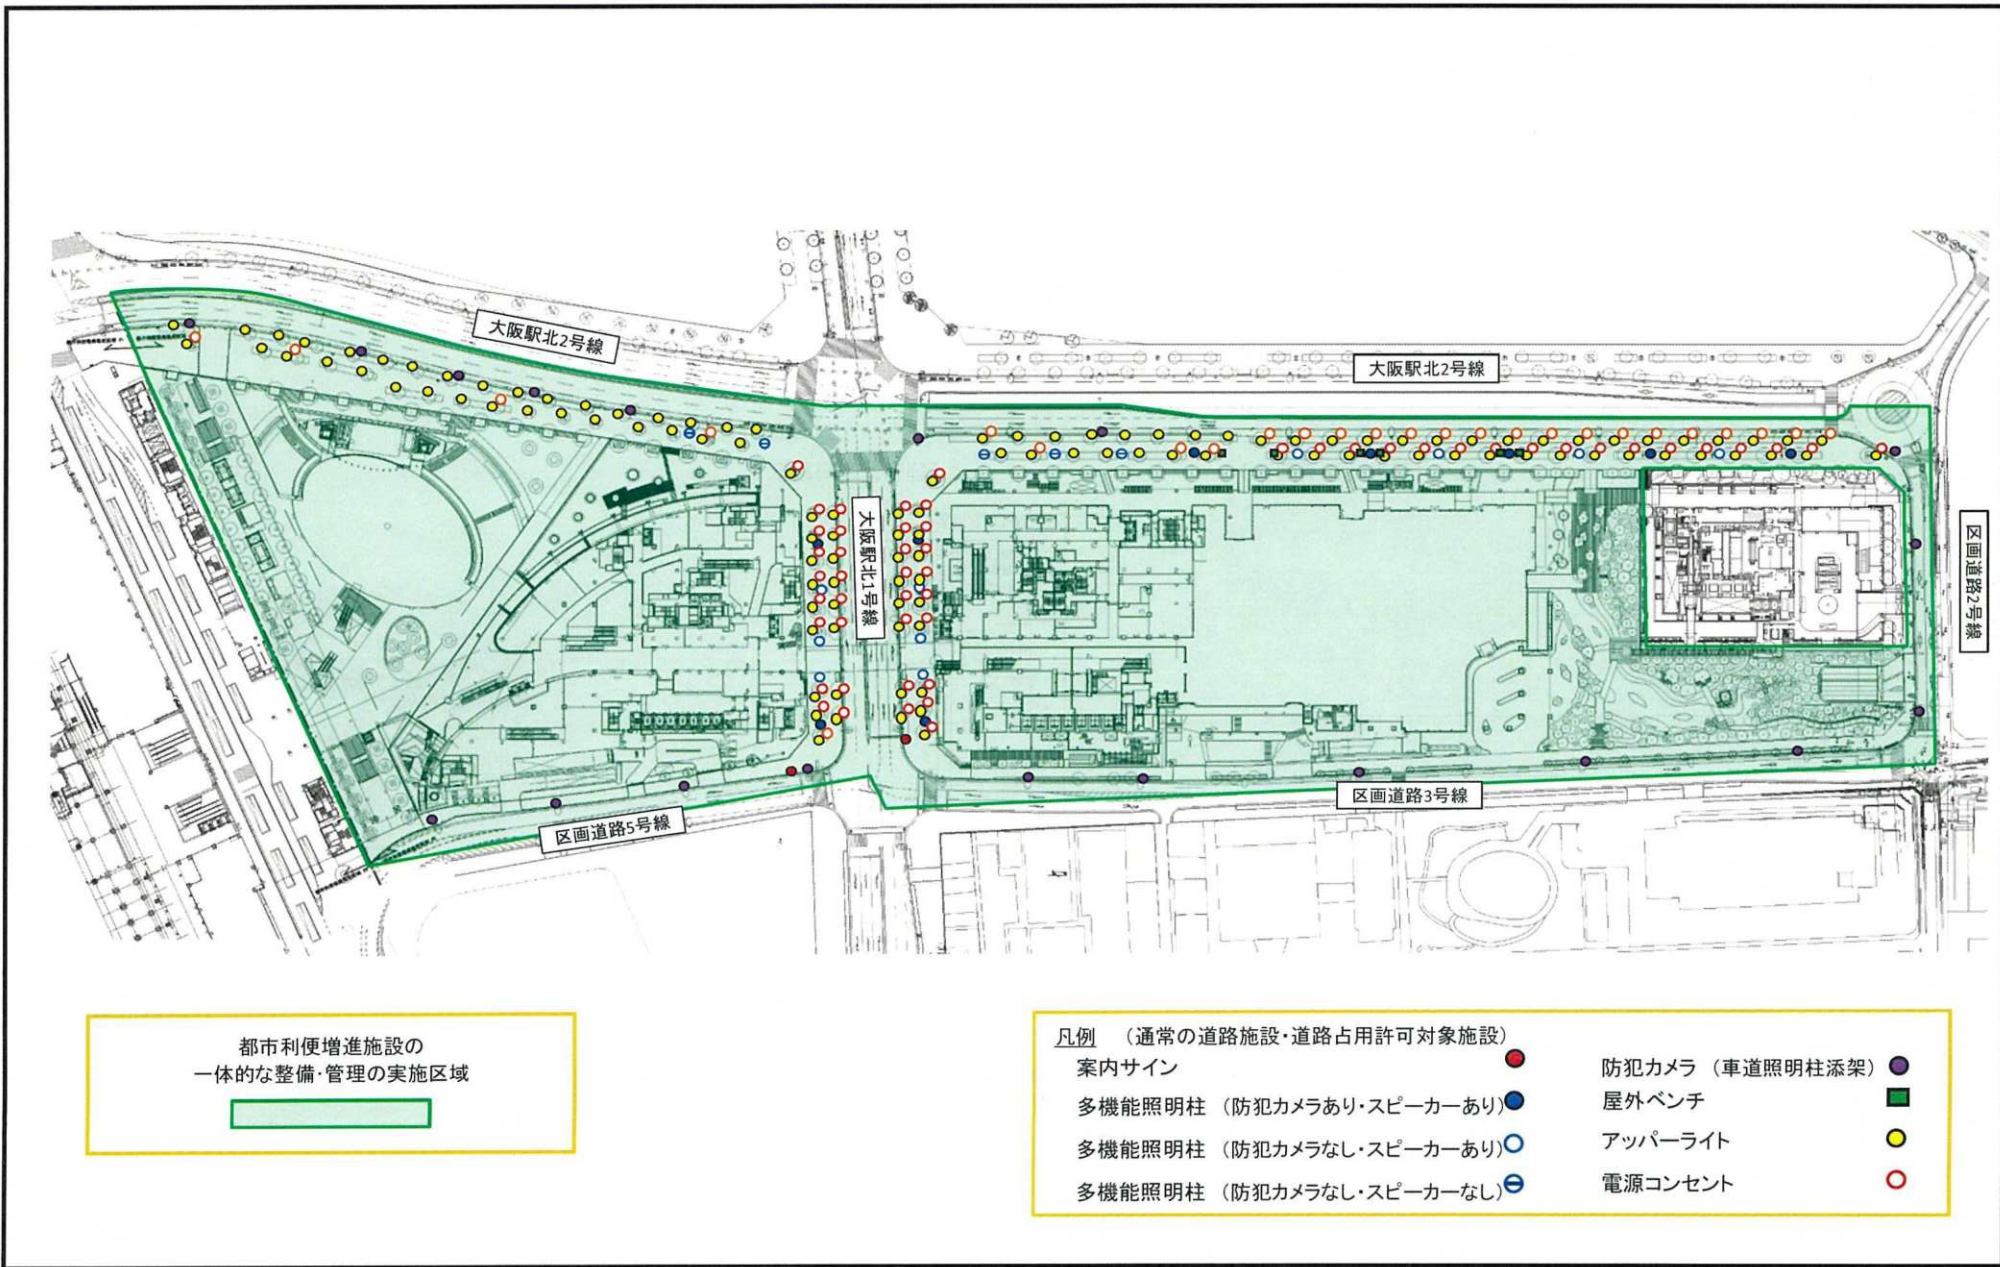 大阪駅北2号線
大阪駅北2号線
大阪駅北1号線
区画道路2号線
区画道路3号線
区画道路5号線
都市利便増進施設の
一体的な整備・管理の実施区域
凡例 （通常の道路施設・道路占用許可対象施設）
案内サイン
多機能照明柱 （防犯カメラあり・スピーカーあり）
多機能照明柱 （防犯カメラなし・スピーカーあり）
多機能照明柱 （防犯カメラなし・スピーカーなし）
防犯カメラ （車道照明柱添架）
屋外ベンチ
アッパーライト
電源コンセント